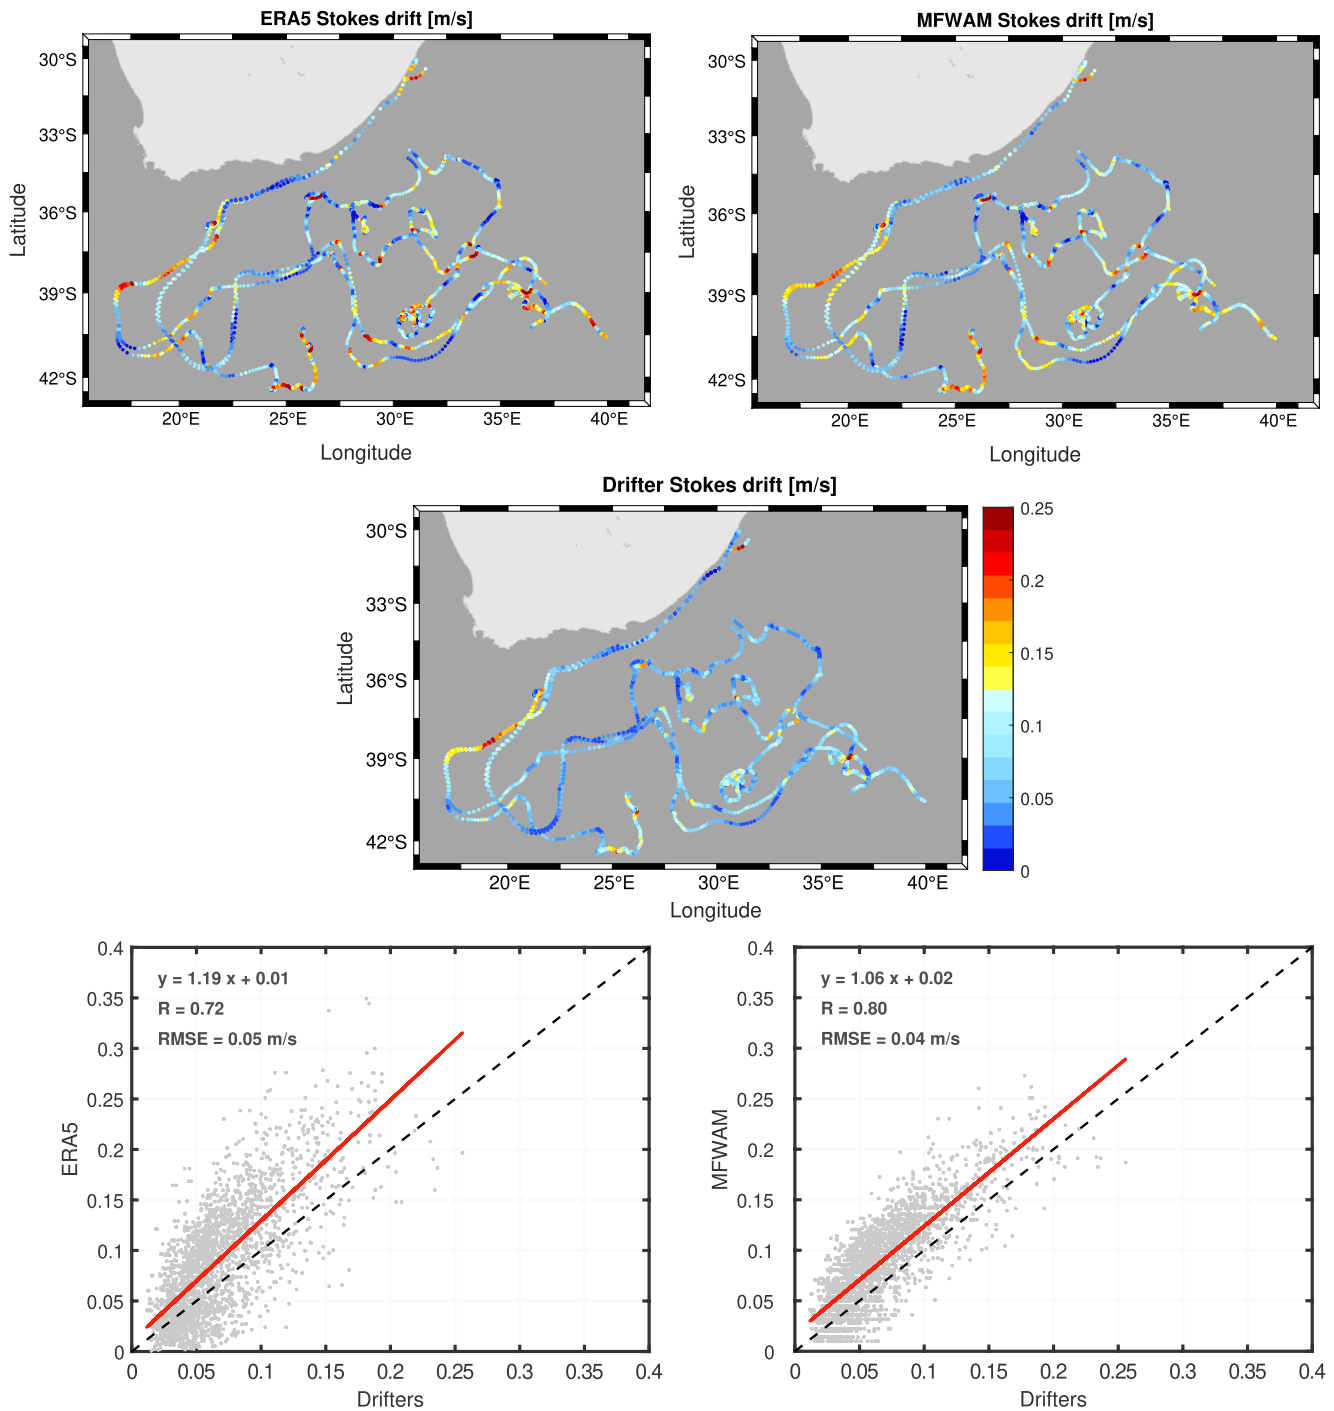 ERA5 Stokes drift [m/s]
30°S
33°S
36°S
39°S
42°S
Latitude
20°E 25°E 30°E 35°E 40°E
Longitude
MFWAM Stokes drift [m/s]
30°S
33°S
36°S
39°S
42°S
Latitude
20°E 25°E 30°E 35°E 40°E
Longitude
Drifter Stokes drift [m/s]
30°S
33°S
36°S
39°S
42°S
Latitude
20°E 25°E 30°E 35°E 40°E
Longitude
0.25
0.2
0.15
0.1
0.05
0
y = 1.19 x + 0.01
R = 0.72
RMSE = 0.05 m/s
0.4
0.35
0.3
0.25
0.2
0.15
0.1
0.05
0
ERA5
0 0.05 0.1 0.15 0.2 0.25 0.3 0.35 0.4
Drifters
y = 1.06 x + 0.02
R = 0.80
RMSE = 0.04 m/s
0.4
0.35
0.3
0.25
0.2
0.15
0.1
0.05
0
MFWAM
0 0.05 0.1 0.15 0.2 0.25 0.3 0.35 0.4
Drifters